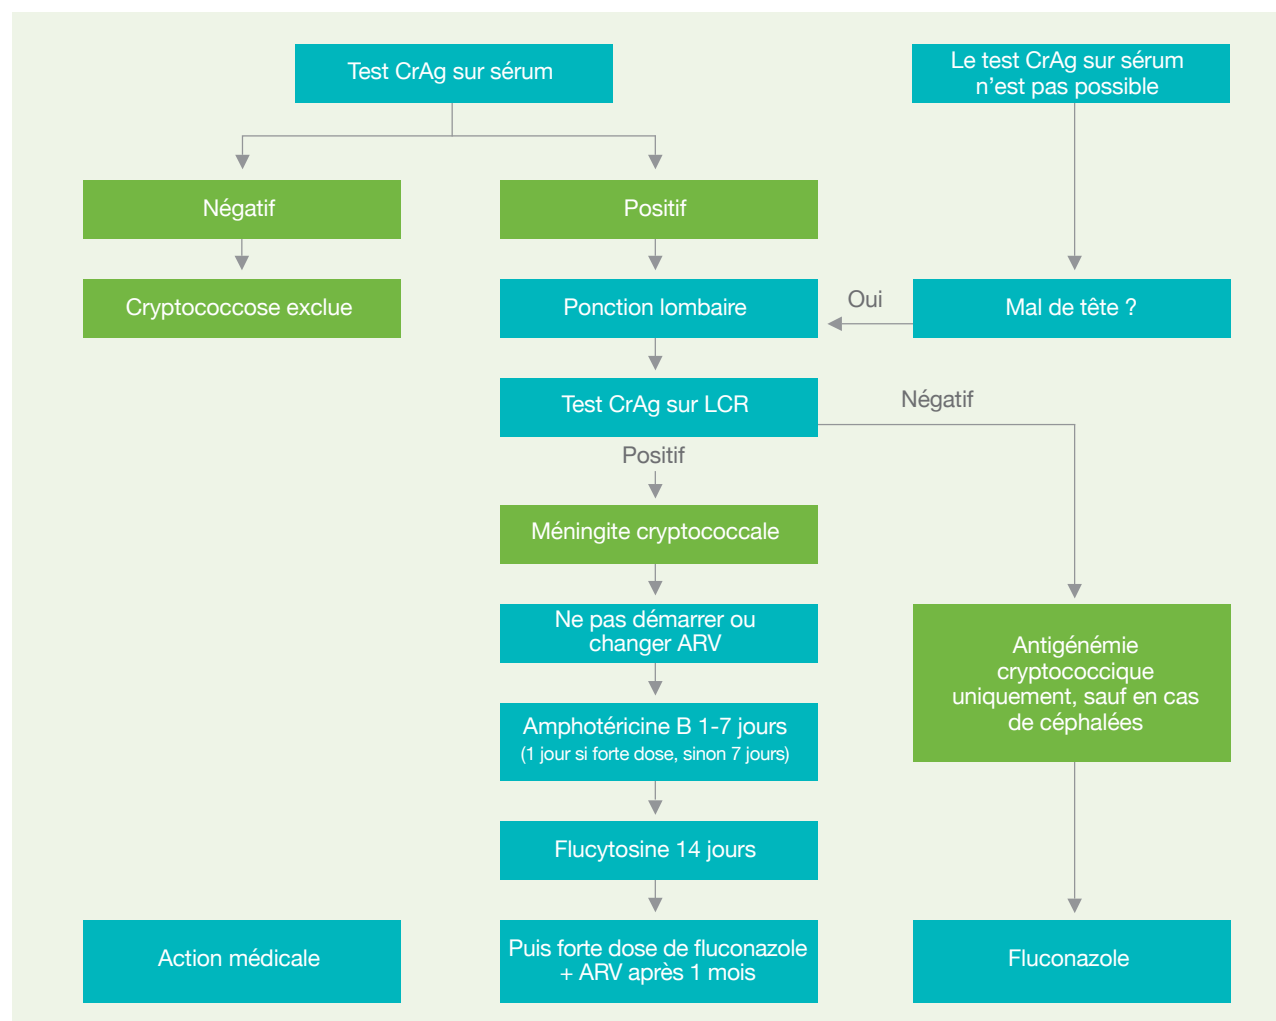 Test CrAg sur sérum
Le test CrAg sur sérum
n’est pas possible
Négatif
Positif
Cryptococcose exclue
Ponction lombaire
Oui
Mal de tête ?
Test CrAg sur LCR
Négatif
Positif
Méningite cryptococcale
Ne pas démarrer ou
changer ARV
Antigénémie
cryptococcique
uniquement, sauf en cas
de céphalées
Amphotéricine B 1-7 jours
(1 jour si forte dose, sinon 7 jours)
Flucytosine 14 jours
Action médicale
Puis forte dose de fluconazole
+ ARV après 1 mois
Fluconazole